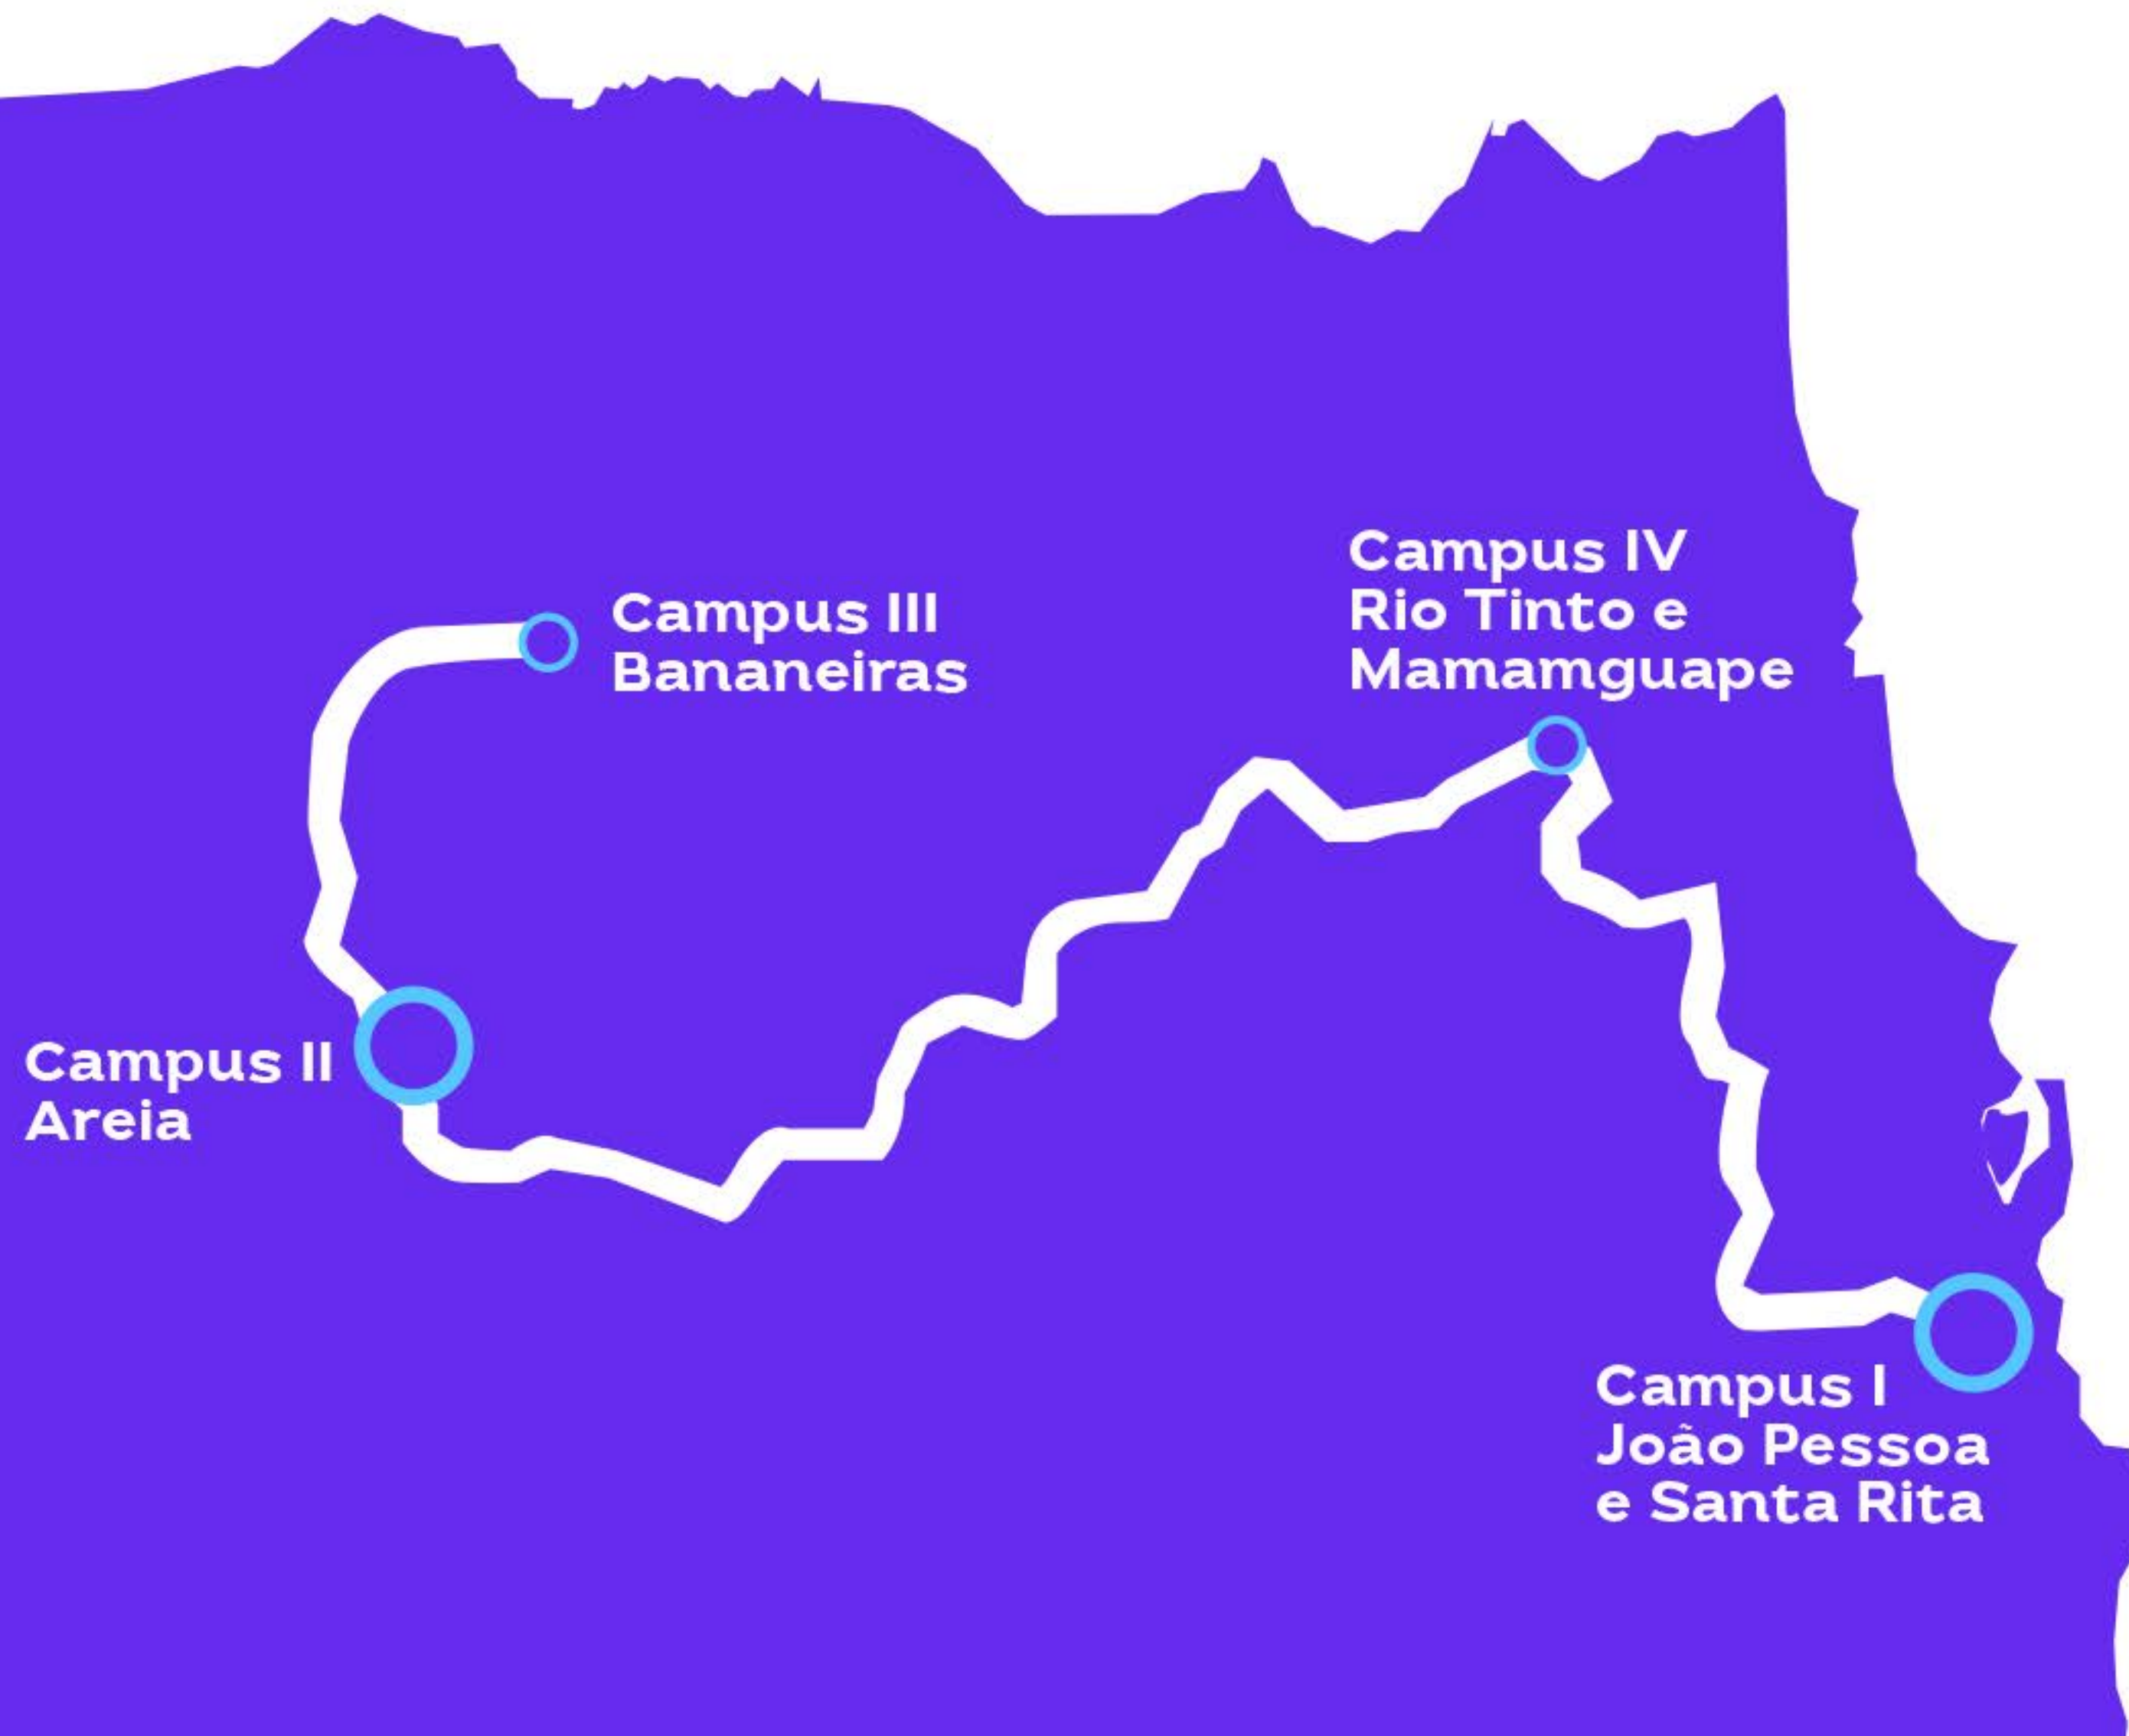 Campus IV
Rio Tinto e
Mamamguape
Campus III
Bananeiras
Campus II
Areia
Campus I
João Pessoa
e Santa Rita